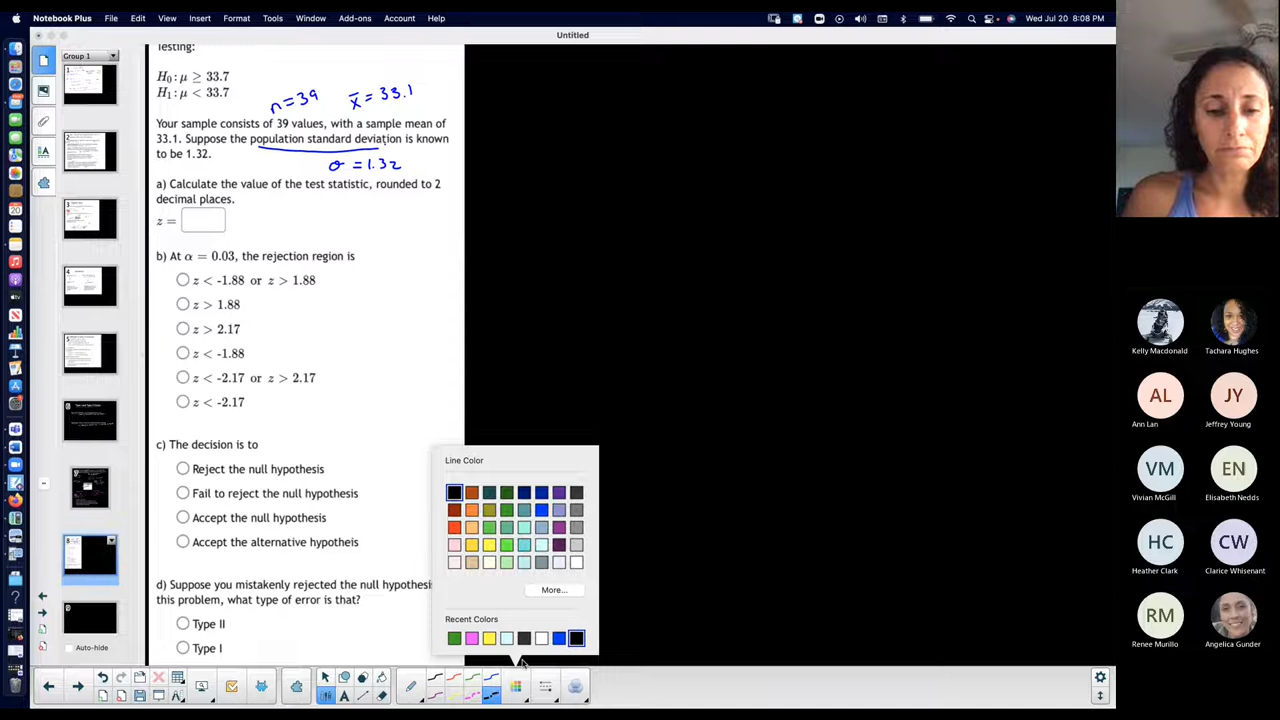 Notebook Plus File Edit View Insert Format Tools Window Add-ons Account Help Wed Jul 20 8:08 PM
Untitled
Group 1
Testing:
H₀ : μ ≥ 33.7
H₁ : μ < 33.7
n = 39 x̄ = 33.1
Your sample consists of 39 values, with a sample mean of
33.1. Suppose the population standard deviation is known
to be 1.32.
σ = 1.32
a) Calculate the value of the test statistic, rounded to 2
decimal places.
z =
b) At α = 0.03, the rejection region is
z < -1.88 or z > 1.88
z > 1.88
z > 2.17
z < -1.88
z < -2.17 or z > 2.17
z < -2.17
c) The decision is to
Reject the null hypothesis
Fail to reject the null hypothesis
Accept the null hypothesis
Accept the alternative hypotheis
d) Suppose you mistakenly rejected the null hypothesis
this problem, what type of error is that?
Type II
Type I
Line Color
More...
Recent Colors
Auto-hide
Kelly Macdonald
Tachara Hughes
AL
Ann Lan
JY
Jeffrey Young
VM
Vivian McGill
EN
Elisabeth Nedds
HC
Heather Clark
CW
Clarice Whisenant
RM
Renee Murillo
Angelica Gunder